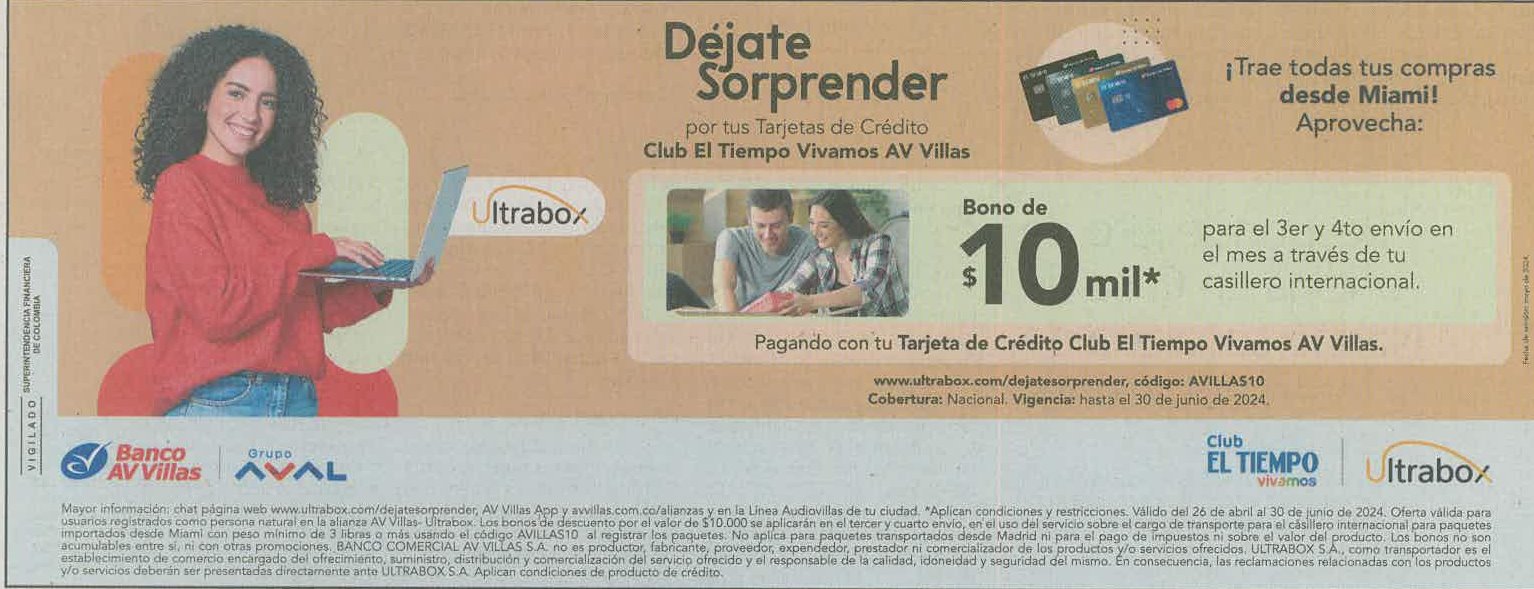 Déjate
Sorprender
por tus Tarjetas de Crédito
Club El Tiempo Vivamos AV Villas
¡Trae todas tus compras
desde Miami!
Aprovecha:
Ultrabox
Bono de
$10 mil*
para el 3er y 4to envío en
el mes a través de tu
casillero internacional.
Pagando con tu Tarjeta de Crédito Club El Tiempo Vivamos AV Villas.
www.ultrabox.com/dejatesorprender, código: AVILLAS10
Cobertura: Nacional. Vigencia: hasta el 30 de junio de 2024.
VIGILADO SUPERINTENDENCIA FINANCIERA
DE COLOMBIA
Banco
AV Villas
Grupo
AVAL
Club
EL TIEMPO
vivamos
Ultrabox
Mayor información: chat página web www.ultrabox.com/dejatesorprender, AV Villas App y avvillas.com.co/alianzas y en la Línea Audiovillas de tu ciudad. *Aplican condiciones y restricciones. Válido del 26 de abril al 30 de junio de 2024. Oferta válida para
usuarios registrados como persona natural en la alianza AV Villas- Ultrabox. Los bonos de descuento por el valor de $10.000 se aplicarán en el tercer y cuarto envío, en el uso del servicio sobre el cargo de transporte para el casillero internacional para paquetes
importados desde Miami con peso mínimo de 3 libras o más usando el código AVILLAS10 al registrar los paquetes. No aplica para paquetes transportados desde Madrid ni para el pago de impuestos ni sobre el valor del producto. Los bonos no son
acumulables entre sí, ni con otras promociones. BANCO COMERCIAL AV VILLAS S.A. no es productor, fabricante, proveedor, expendedor, prestador ni comercializador de los productos y/o servicios ofrecidos. ULTRABOX S.A., como transportador es el
establecimiento de comercio encargado del ofrecimiento, suministro, distribución y comercialización del servicio ofrecido y el responsable de la calidad, idoneidad y seguridad del mismo. En consecuencia, las reclamaciones relacionadas con los productos
y/o servicios deberán ser presentadas directamente ante ULTRABOX S.A. Aplican condiciones de producto de crédito.